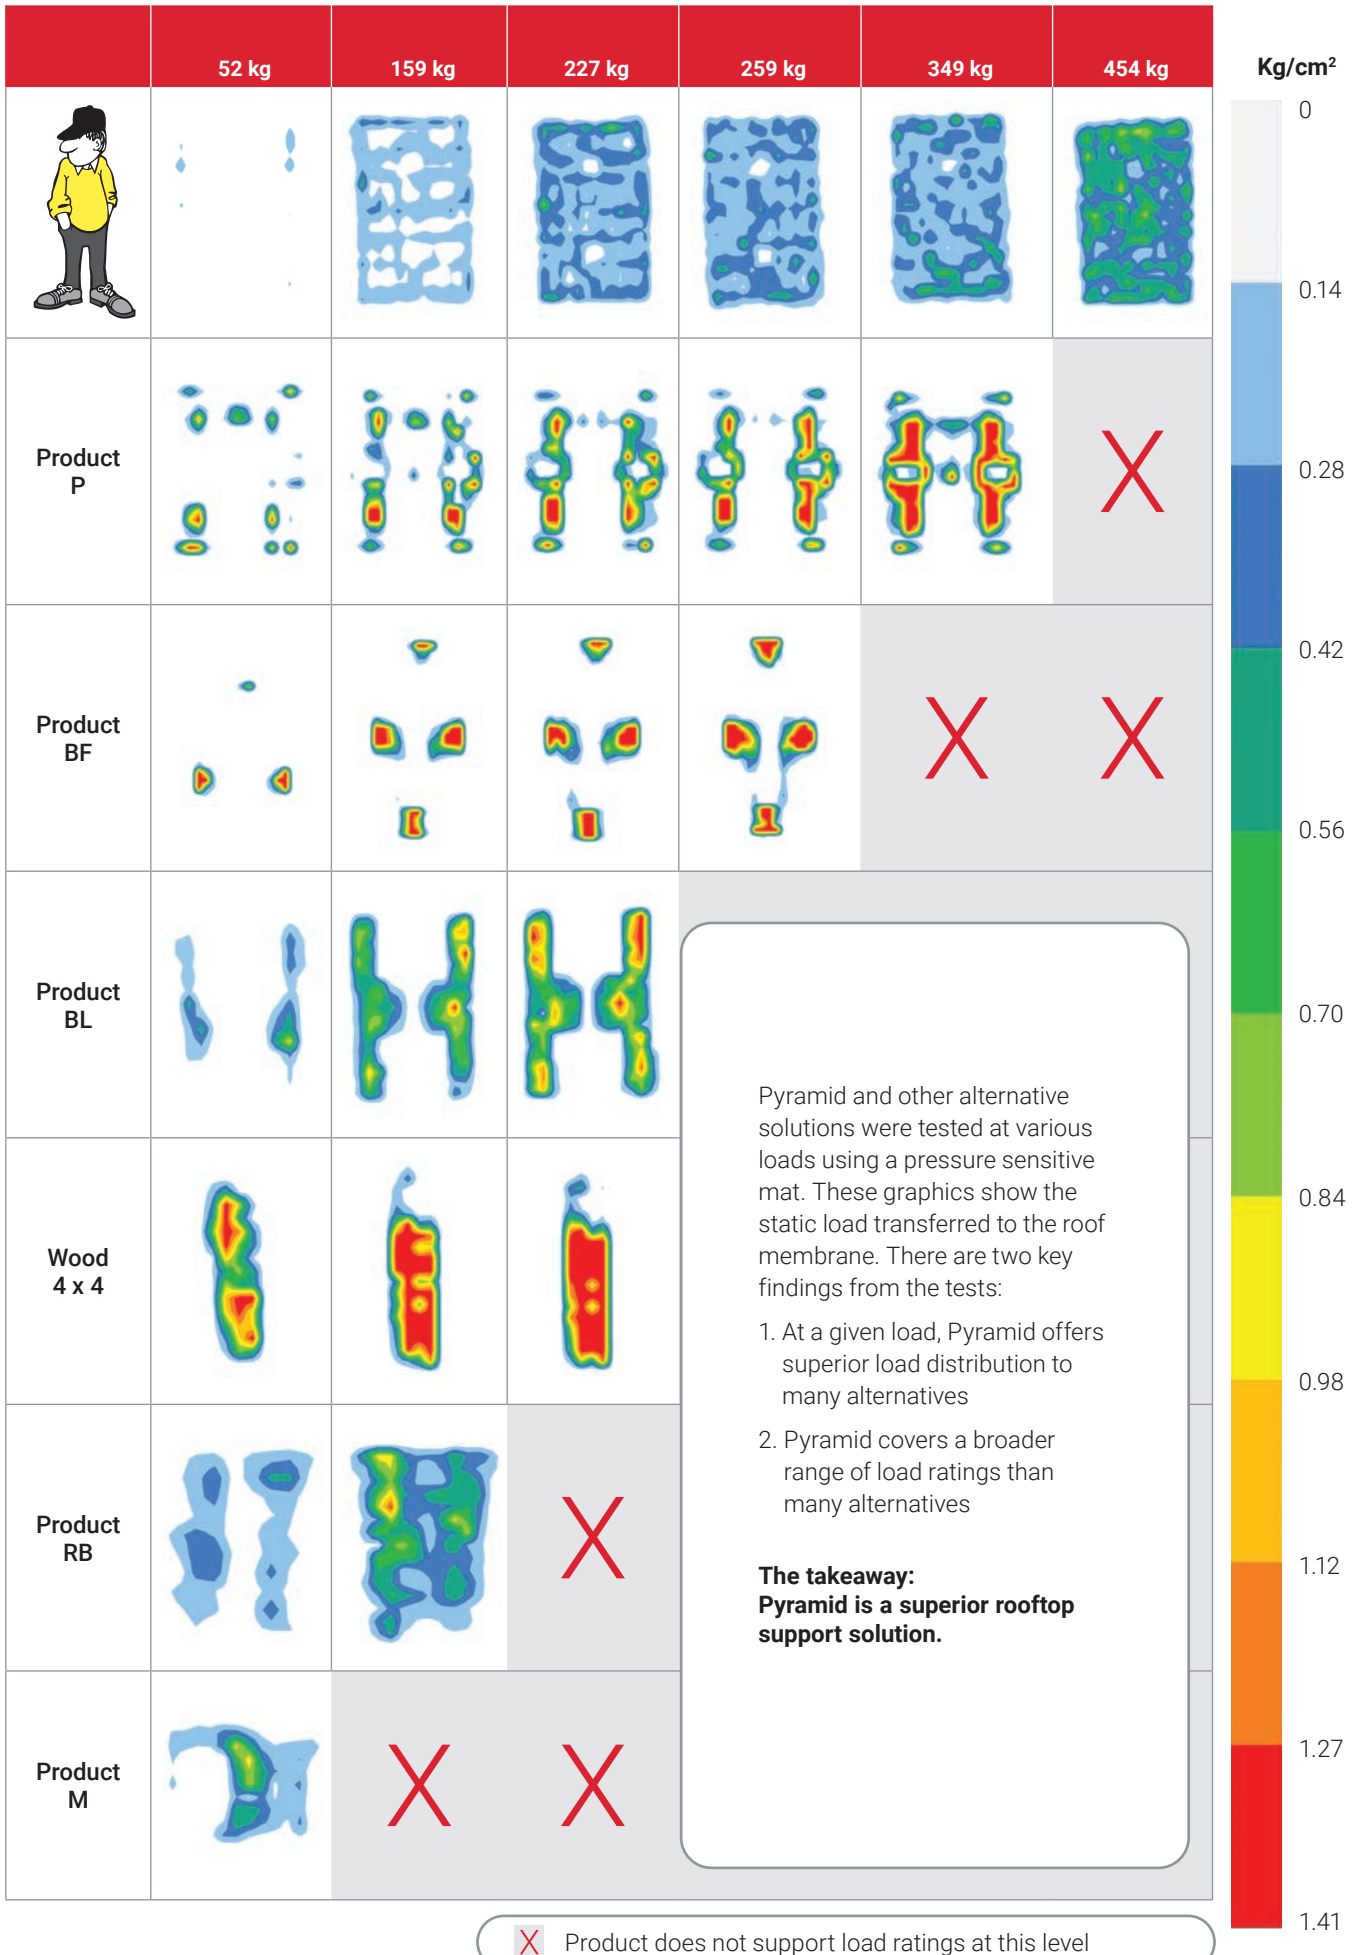 52 kg 159 kg 227 kg 259 kg 349 kg 454 kg
Kg/cm²
0
0.14
0.28
0.42
0.56
0.70
0.84
0.98
1.12
1.27
1.41
Product
P
X
Product
BF
X X
Product
BL
Wood
4 x 4
Product
RB
X
Product
M
X X
Pyramid and other alternative
solutions were tested at various
loads using a pressure sensitive
mat. These graphics show the
static load transferred to the roof
membrane. There are two key
findings from the tests:
1. At a given load, Pyramid offers
superior load distribution to
many alternatives
2. Pyramid covers a broader
range of load ratings than
many alternatives
The takeaway:
Pyramid is a superior rooftop
support solution.
X Product does not support load ratings at this level